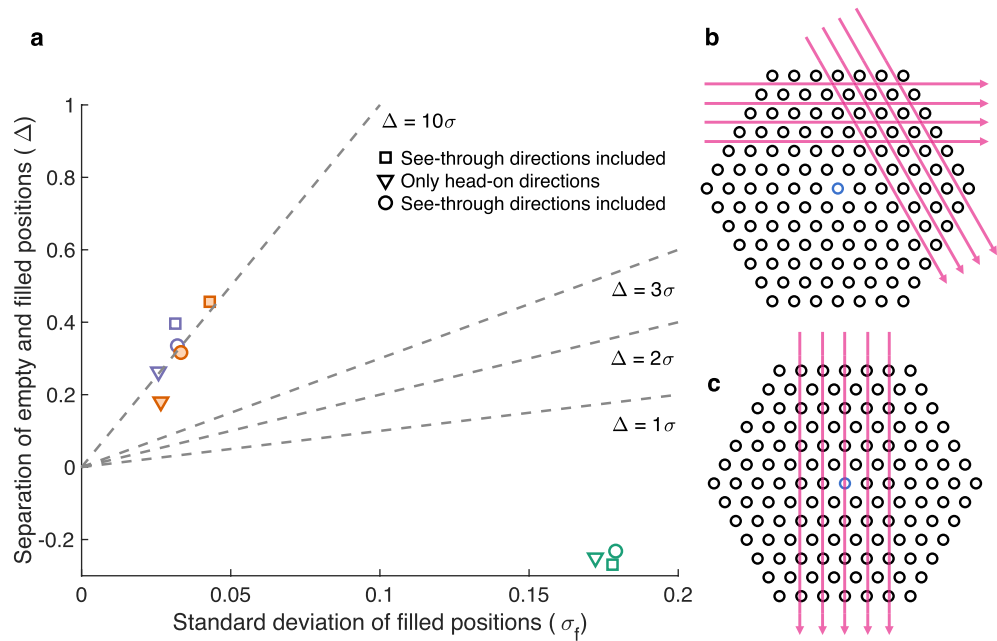 a
b
c
Separation of empty and filled positions (Δ)
1
0.8
0.6
0.4
0.2
0
-0.2
Δ = 10σ
See-through directions included
Only head-on directions
See-through directions included
Δ = 3σ
Δ = 2σ
Δ = 1σ
0
0.05
0.1
0.15
0.2
Standard deviation of filled positions (σf)